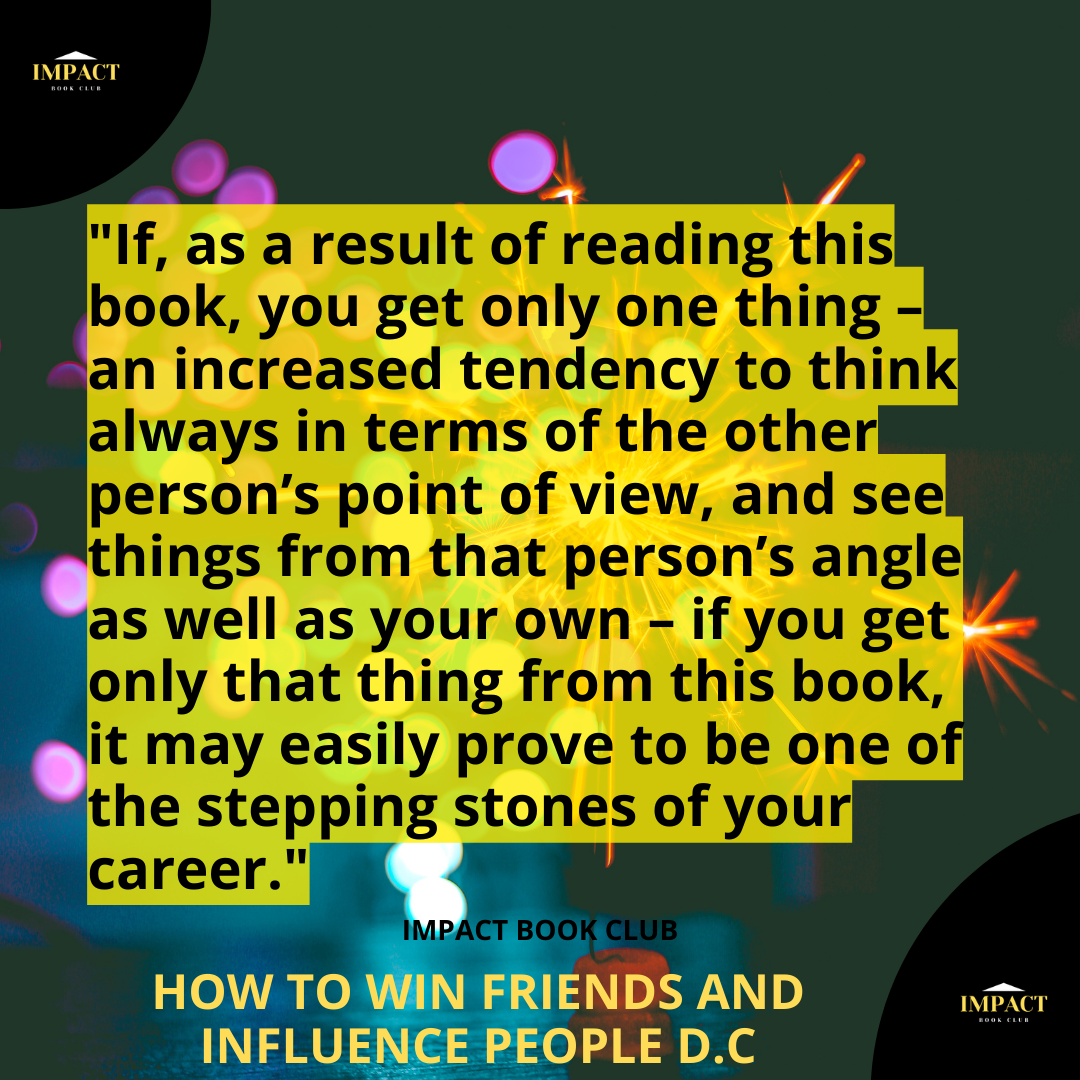 IMPACT
BOOK CLUB
"If, as a result of reading this
book, you get only one thing –
an increased tendency to think
always in terms of the other
person’s point of view, and see
things from that person’s angle
as well as your own – if you get
only that thing from this book,
it may easily prove to be one of
the stepping stones of your
career."
IMPACT BOOK CLUB
HOW TO WIN FRIENDS AND
INFLUENCE PEOPLE D.C
IMPACT
BOOK CLUB